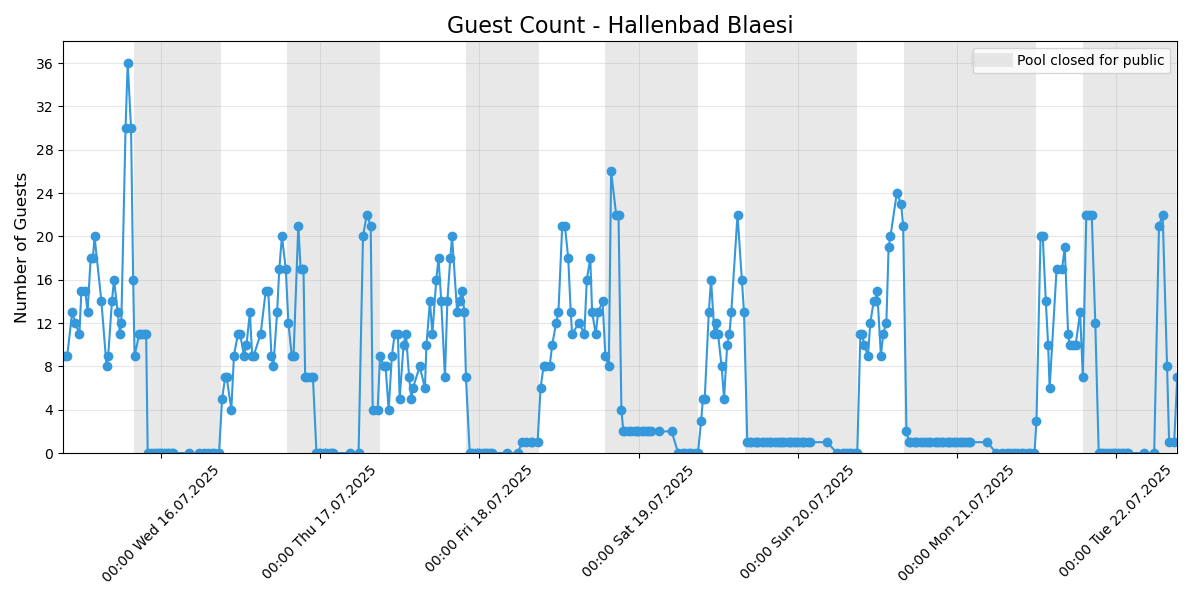 Guest Count - Hallenbad Blaesi
Pool closed for public
Number of Guests
36
32
28
24
20
16
12
8
4
0
00:00 Wed 16.07.2025
00:00 Thu 17.07.2025
00:00 Fri 18.07.2025
00:00 Sat 19.07.2025
00:00 Sun 20.07.2025
00:00 Mon 21.07.2025
00:00 Tue 22.07.2025